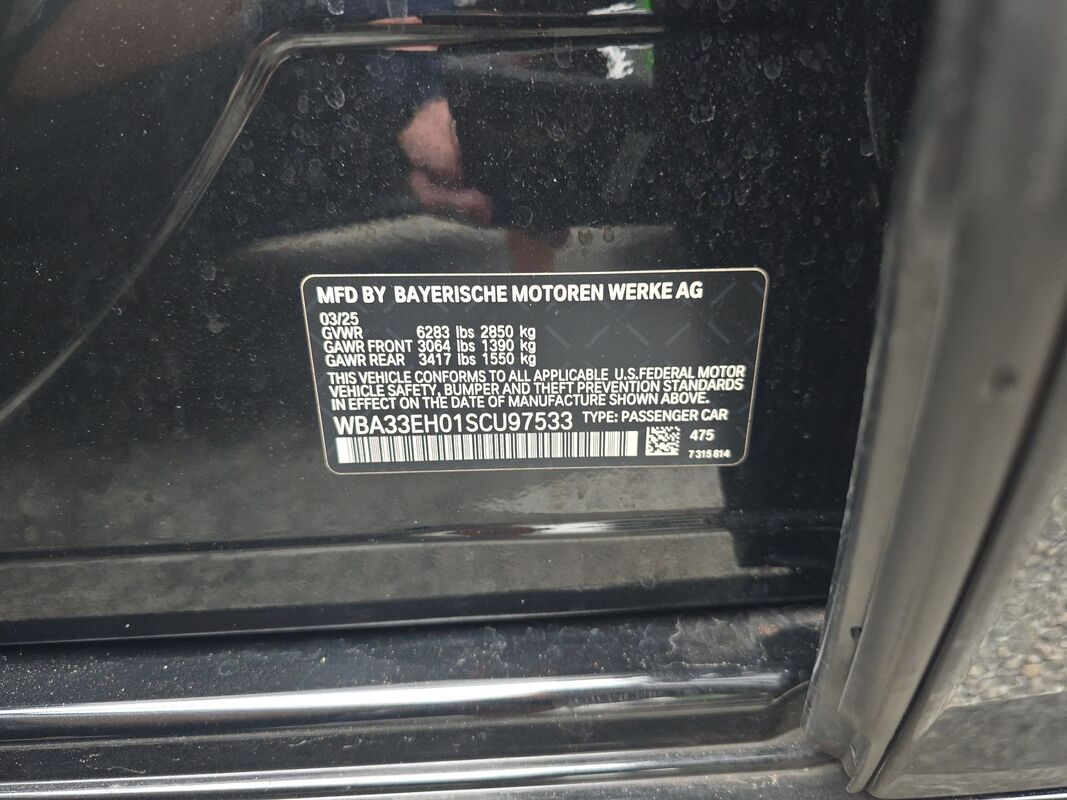 MFD BY BAYERISCHE MOTOREN WERKE AG
03/25
GVWR 6283 lbs 2850 kg
GAWR FRONT 3064 lbs 1390 kg
GAWR REAR 3417 lbs 1550 kg
THIS VEHICLE CONFORMS TO ALL APPLICABLE U.S.FEDERAL MOTOR
VEHICLE SAFETY, BUMPER AND THEFT PREVENTION STANDARDS
IN EFFECT ON THE DATE OF MANUFACTURE SHOWN ABOVE.
WBA33EH01SCU97533 TYPE: PASSENGER CAR
475
7 315 814